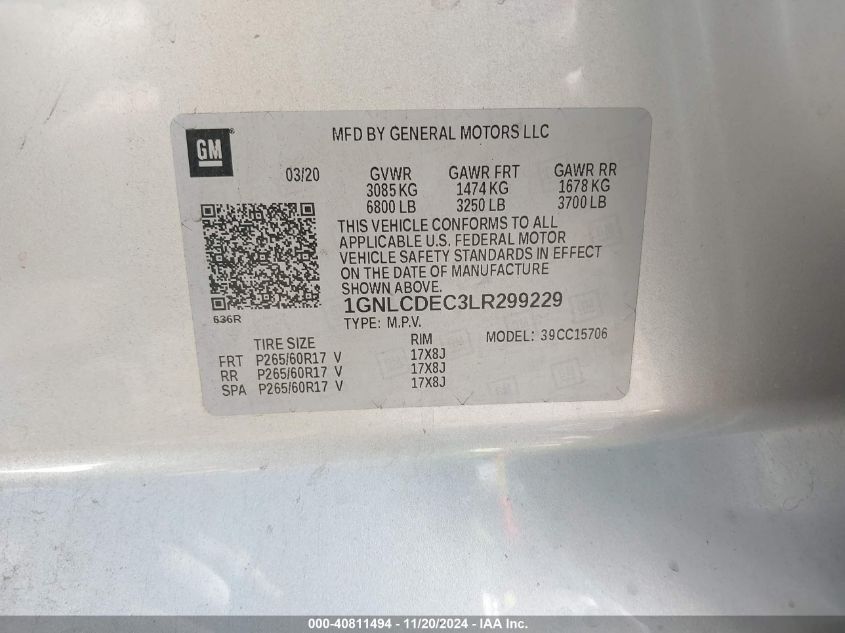 GM ®
MFD BY GENERAL MOTORS LLC
03/20 GVWR GAWR FRT GAWR RR
3085 KG 1474 KG 1678 KG
6800 LB 3250 LB 3700 LB
THIS VEHICLE CONFORMS TO ALL
APPLICABLE U.S. FEDERAL MOTOR
VEHICLE SAFETY STANDARDS IN EFFECT
ON THE DATE OF MANUFACTURE
SHOWN ABOVE.
1GNLCDEC3LR299229
636R
TYPE: M.P.V.
MODEL: 39CC15706
TIRE SIZE RIM
FRT P265/60R17 V 17X8J
RR P265/60R17 V 17X8J
SPA P265/60R17 V 17X8J
000-40811494 - 11/20/2024 - IAA Inc.